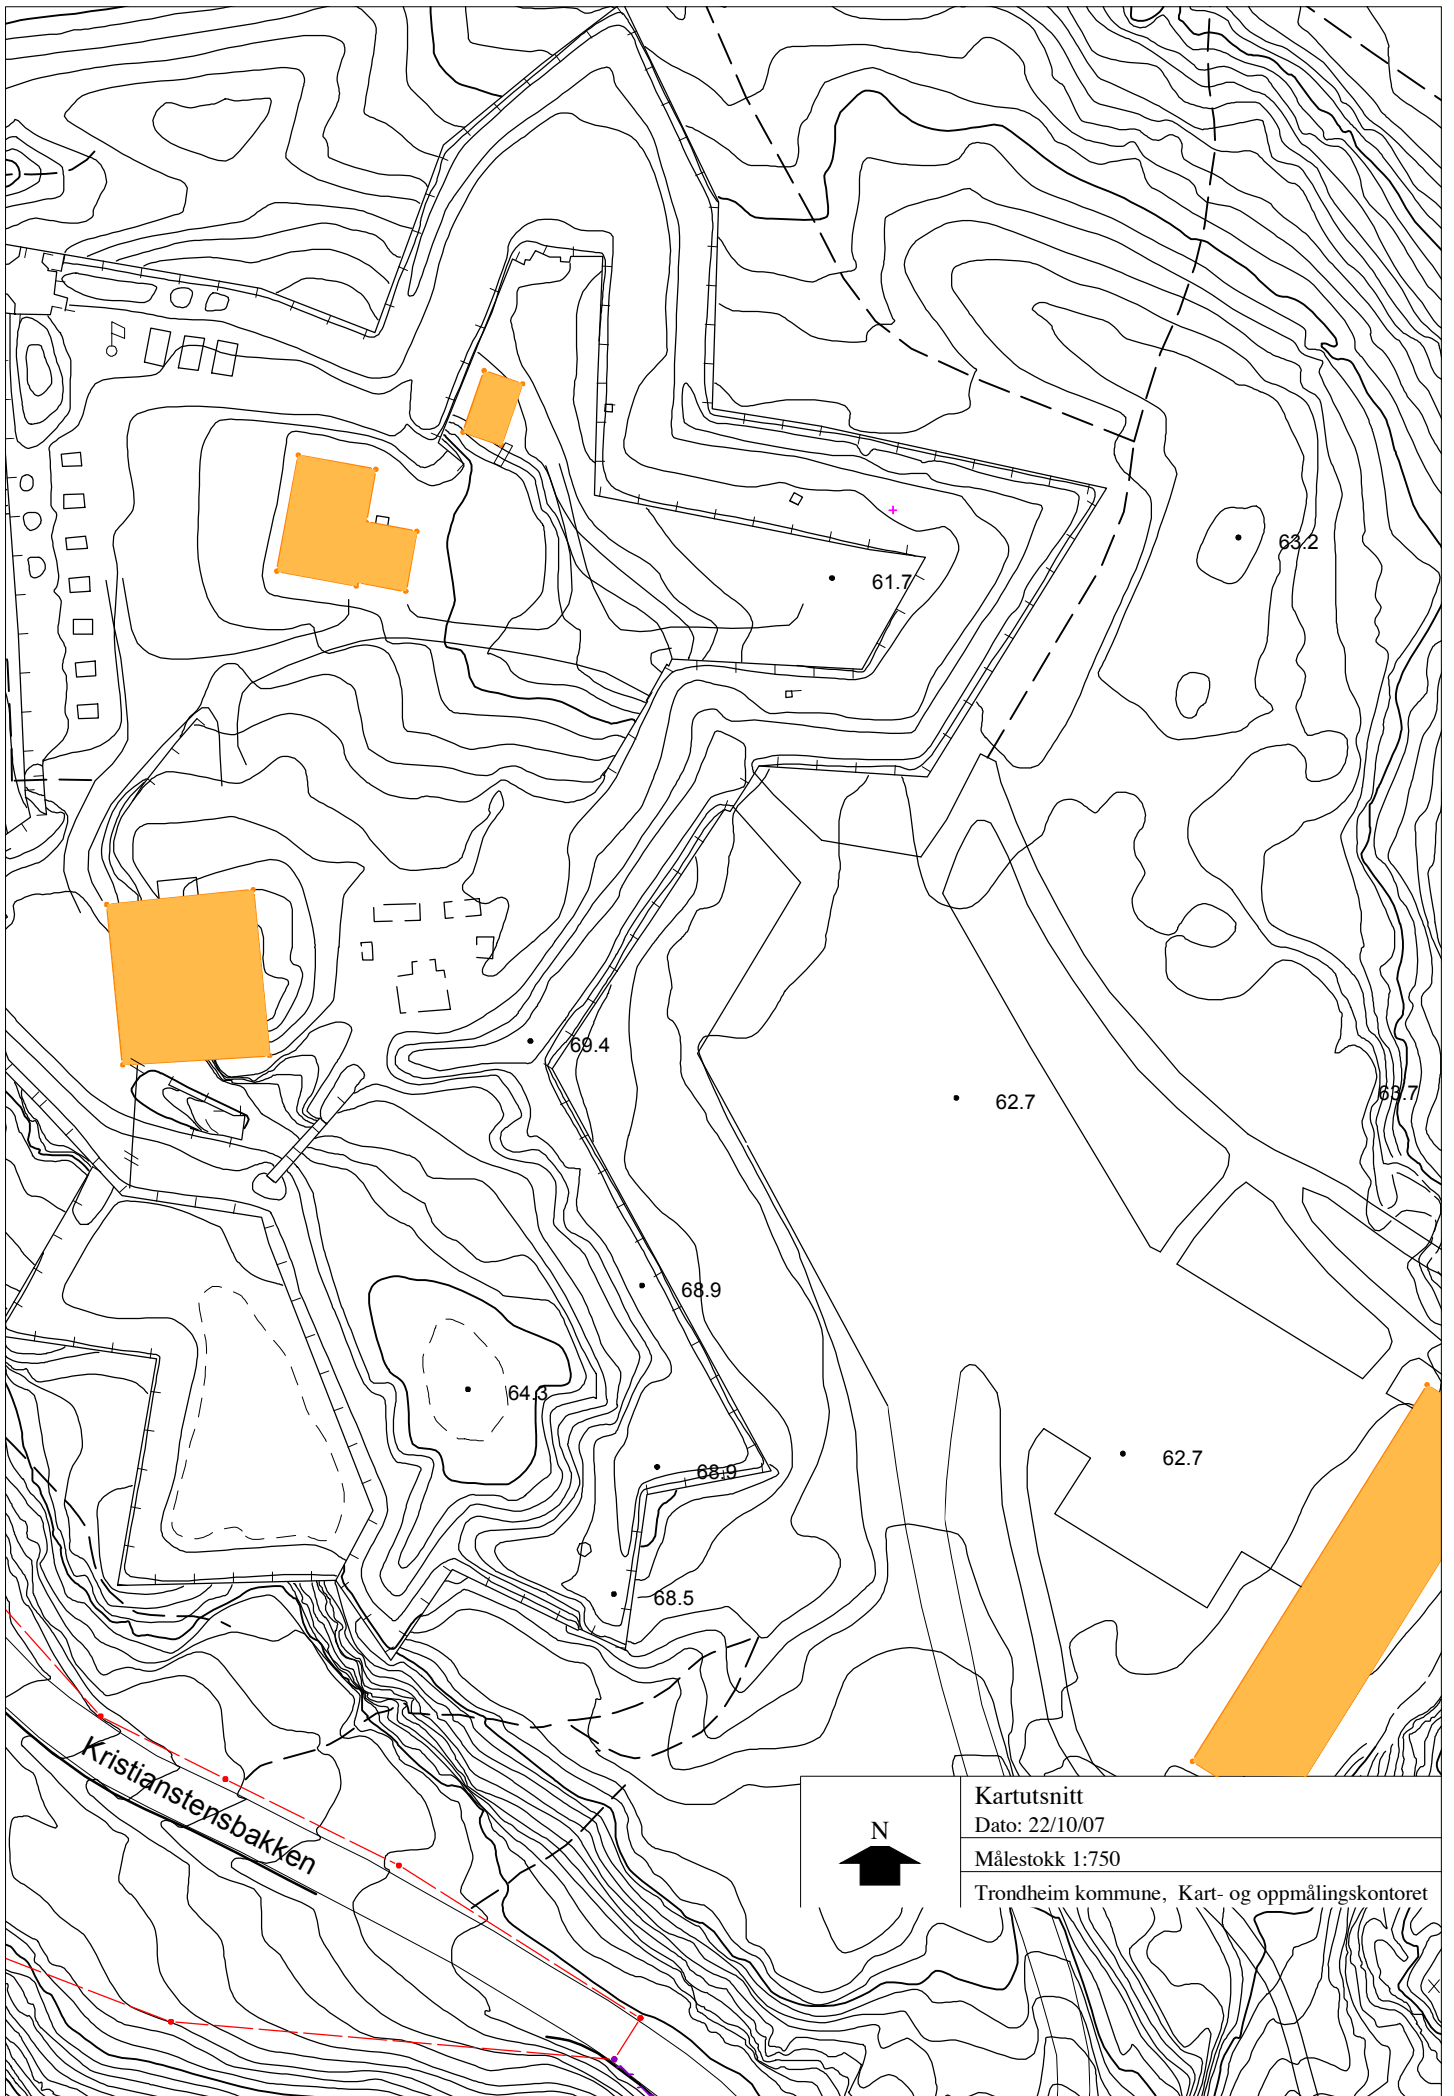 63.2
61.7
69.4
62.7
63.7
68.9
64.3
62.7
68.9
68.5
Kristianstensbakken
N
Kartutsnitt
Dato: 22/10/07
Målestokk 1:750
Trondheim kommune, Kart- og oppmålingskontoret